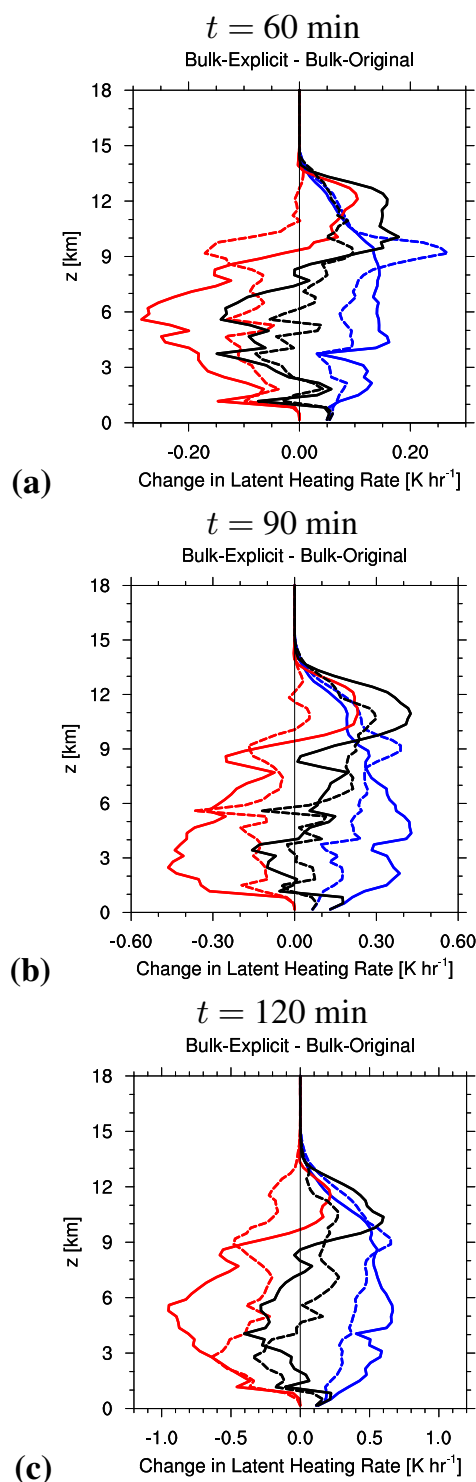 t = 60 min
Bulk-Explicit - Bulk-Original
18
15
12
9
6
3
0
z [km]
-0.20 0.00 0.20
(a) Change in Latent Heating Rate [K hr-1]
t = 90 min
Bulk-Explicit - Bulk-Original
18
15
12
9
6
3
0
z [km]
-0.60 -0.30 0.00 0.30 0.60
(b) Change in Latent Heating Rate [K hr-1]
t = 120 min
Bulk-Explicit - Bulk-Original
18
15
12
9
6
3
0
z [km]
-1.0 -0.5 0.0 0.5 1.0
(c) Change in Latent Heating Rate [K hr-1]